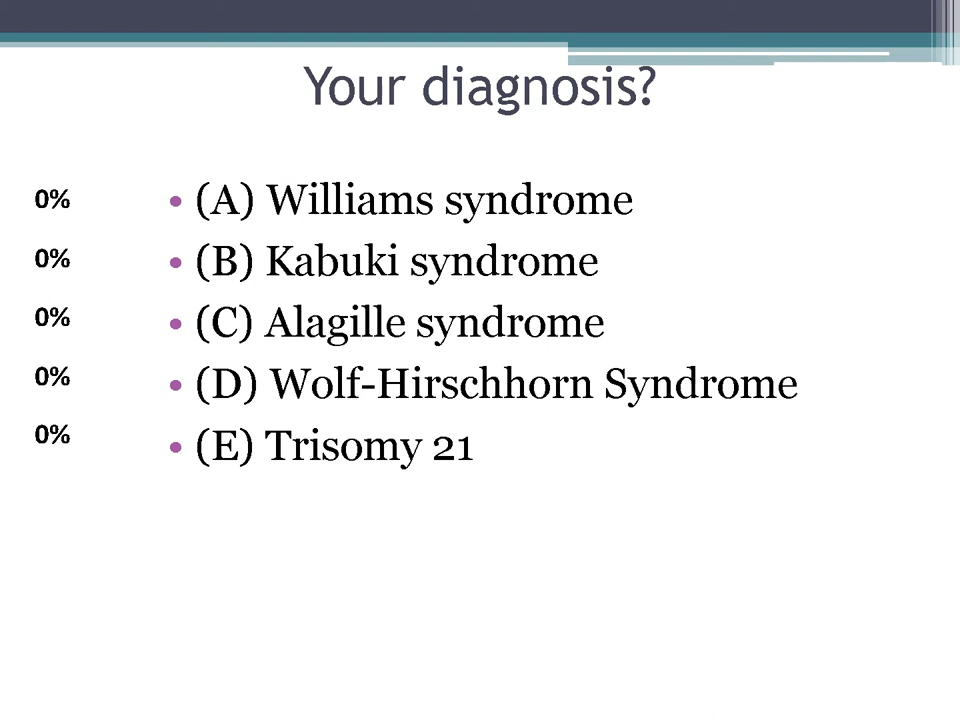 Your diagnosis?
0% • (A) Williams syndrome
0% • (B) Kabuki syndrome
0% • (C) Alagille syndrome
0% • (D) Wolf-Hirschhorn Syndrome
0% • (E) Trisomy 21